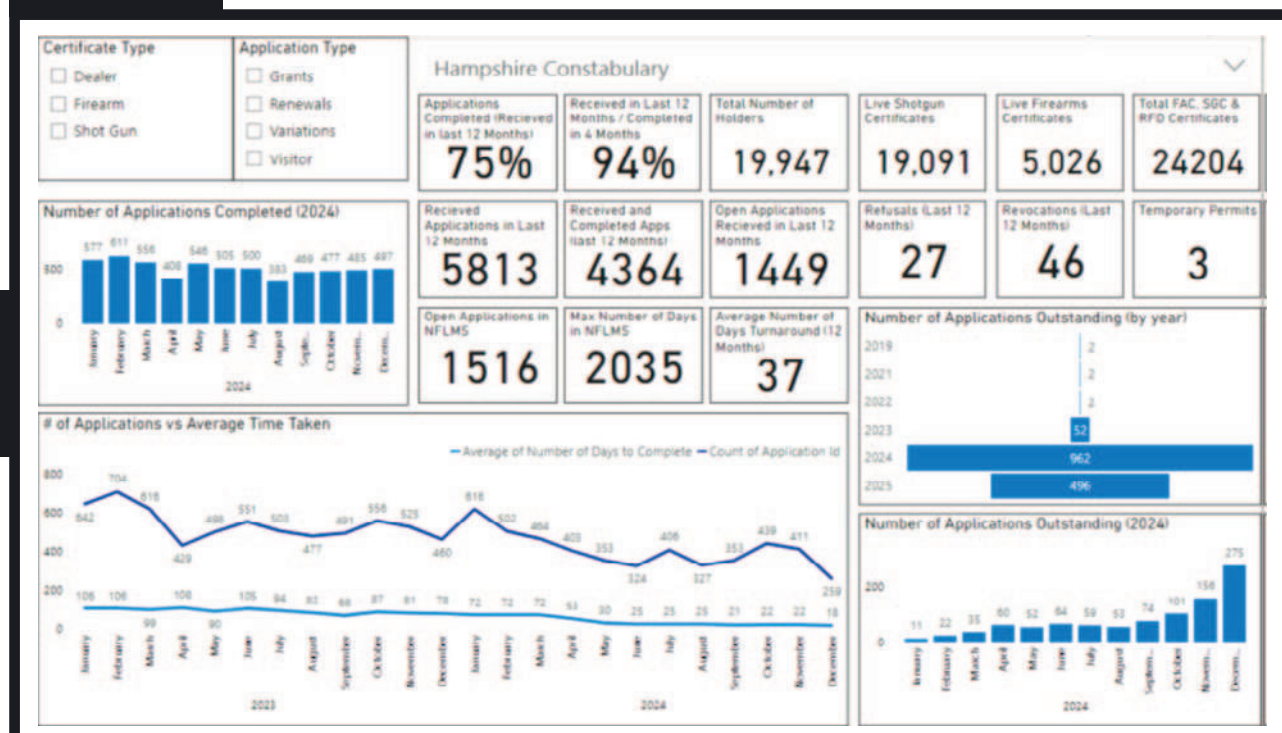 Certificate Type
Dealer
Firearm
Shot Gun
Application Type
Grants
Renewals
Variations
Visitor
Hampshire Constabulary
Applications
Completed (Recieved
in last 12 Months)
75%
Received in Last 12
Months / Completed
in 4 Months
94%
Total Number of
Holders
19,947
Live Shotgun
Certificates
19,091
Live Firearms
Certificates
5,026
Total FAC, SGC &
RFD Certificates
24204
Number of Applications Completed (2024)
577 611 556 408 546 505 500 383 469 477 485 497
500
0
January February March April May June July August Septe... October Novem... Decem...
2024
Recieved
Applications in Last
12 Months
5813
Received and
Completed Apps
(last 12 Months)
4364
Open Applications
Recieved in Last 12
Months
1449
Refusals (Last 12
Months)
27
Revocations (Last
12 Months)
46
Temporary Permits
3
Open Applications in
NFLMS
1516
Max Number of Days
in NFLMS
2035
Average Number of
Days Turnaround (12
Months)
37
Number of Applications Outstanding (by year)
2019 2
2021 2
2022 2
2023 52
2024 962
2025 496
# of Applications vs Average Time Taken
Average of Number of Days to Complete Count of Application Id
800
600
400
200
0
642 704 616 429 498 551 503 477 491 556 525 460 616 502 464 403 353 324 406 327 353 439 411 259
106 106 99 108 90 105 94 82 68 87 81 78 72 72 72 53 30 25 25 25 21 22 22 18
January February March April May June July August September October November December January February March April May June July August September October November December
2023 2024
Number of Applications Outstanding (2024)
200
0
11 22 35 60 52 64 59 53 74 101 156 275
January February March April May June July August Septem... October Novem... Decem...
2024